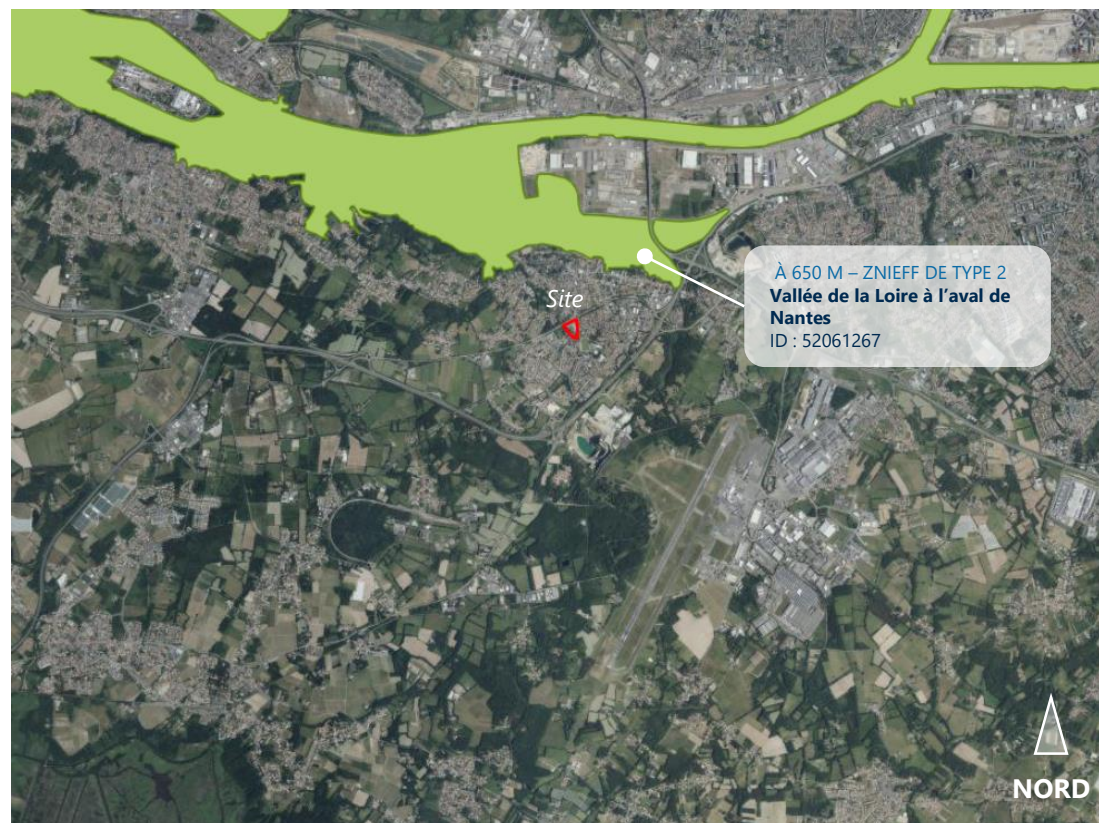 Site
À 650 M – ZNIEFF DE TYPE 2
Vallée de la Loire à l’aval de
Nantes
ID : 52061267
NORD